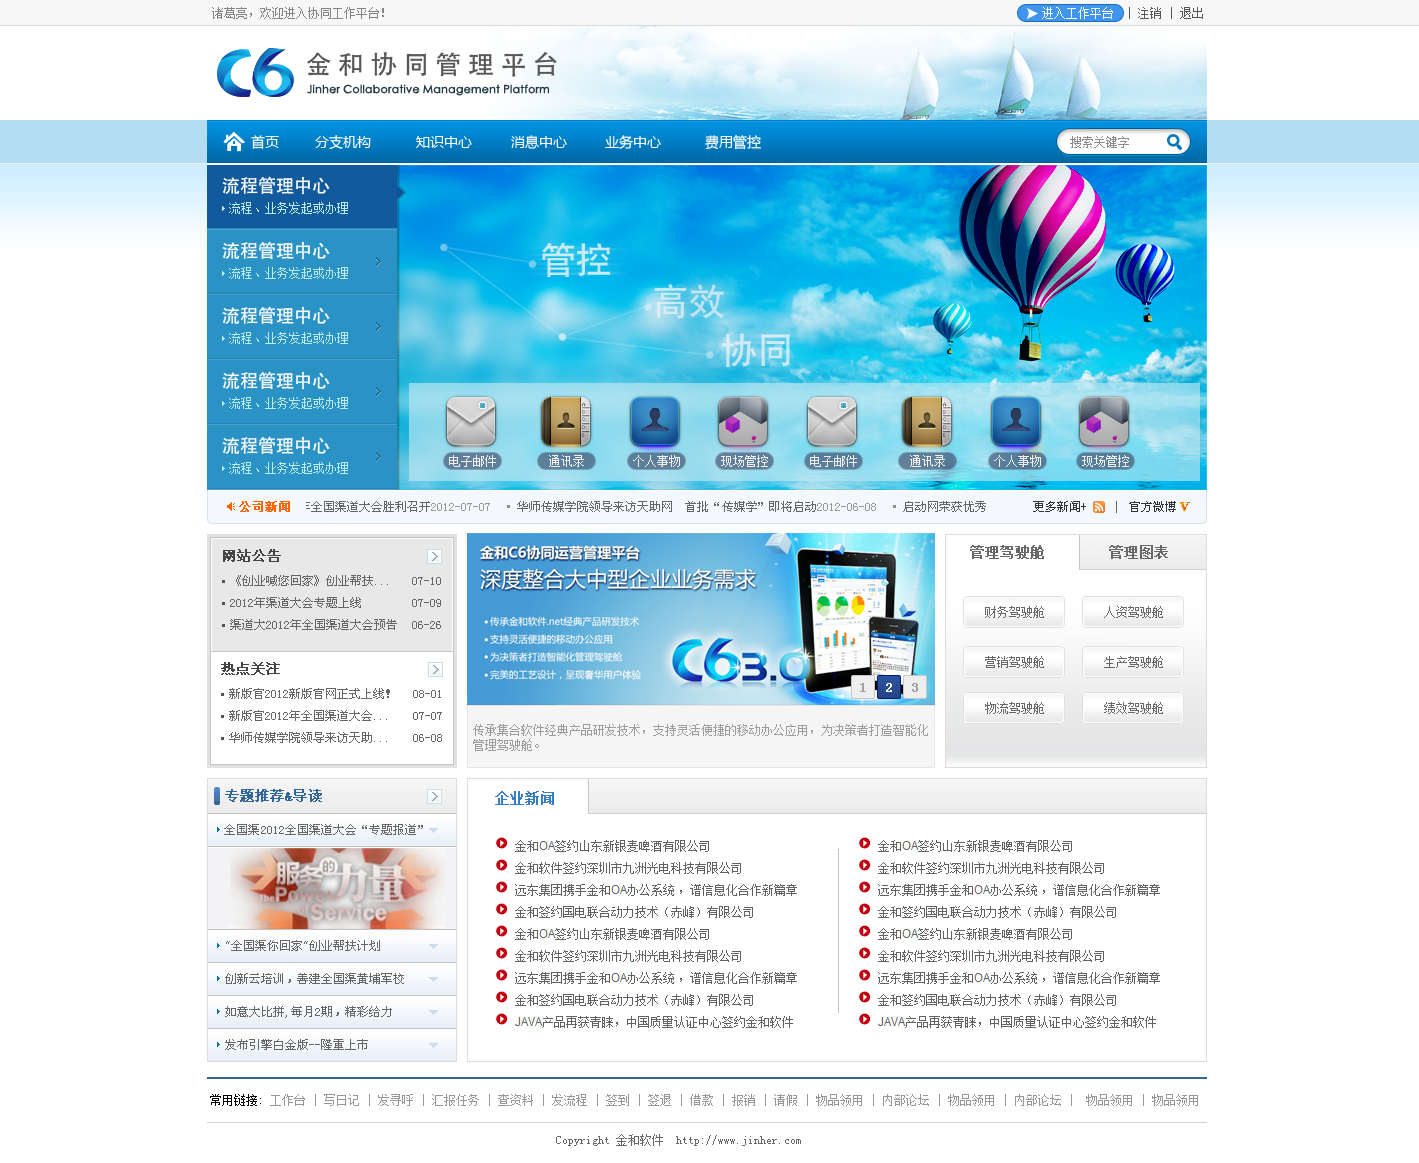 诸葛亮，欢迎进入协同工作平台！
进入工作平台 | 注销 | 退出
C6 金和协同管理平台
Jinher Collaborative Management Platform
首页 分支机构 知识中心 消息中心 业务中心 费用管控 搜索关键字
流程管理中心
流程、业务发起或办理
流程管理中心
流程、业务发起或办理
流程管理中心
流程、业务发起或办理
流程管理中心
流程、业务发起或办理
流程管理中心
流程、业务发起或办理
管控
高效
协同
电子邮件 通讯录 个人事物 现场管控 电子邮件 通讯录 个人事物 现场管控
公司新闻 全国渠道大会胜利召开2012-07-07 华师传媒学院领导来访天助网 首批“传媒学”即将启动2012-06-08 启动网荣获优秀 更多新闻+ | 官方微博
网站公告
《创业喊您回家》创业帮扶... 07-10
2012年渠道大会专题上线 07-09
渠道大2012年全国渠道大会预告 06-26
热点关注
新版官2012新版官网正式上线! 08-01
新版官2012年全国渠道大会... 07-07
华师传媒学院领导来访天助... 06-08
金和C6协同运营管理平台
深度整合大中型企业业务需求
传承金和软件.net经典产品研发技术
支持灵活便捷的移动办公应用
为决策者打造智能化管理驾驶舱
完美的工艺设计，呈现奢华用户体验
C6 3.0
1 2 3
传承集合软件经典产品研发技术，支持灵活便捷的移动办公应用，为决策者打造智能化
管理驾驶舱。
管理驾驶舱 管理图表
财务驾驶舱 人资驾驶舱
营销驾驶舱 生产驾驶舱
物流驾驶舱 绩效驾驶舱
专题推荐&导读
全国渠2012全国渠道大会“专题报道”
服务的力量
The Power of Service
“全国渠你回家”创业帮扶计划
创新云培训，善建全国渠黄埔军校
如意大比拼,每月2期，精彩给力
发布引擎白金版--隆重上市
企业新闻
金和OA签约山东新银麦啤酒有限公司
金和软件签约深圳市九洲光电科技有限公司
远东集团携手金和OA办公系统，谱信息化合作新篇章
金和签约国电联合动力技术（赤峰）有限公司
金和OA签约山东新银麦啤酒有限公司
金和软件签约深圳市九洲光电科技有限公司
远东集团携手金和OA办公系统，谱信息化合作新篇章
金和签约国电联合动力技术（赤峰）有限公司
JAVA产品再获青睐，中国质量认证中心签约金和软件
金和OA签约山东新银麦啤酒有限公司
金和软件签约深圳市九洲光电科技有限公司
远东集团携手金和OA办公系统，谱信息化合作新篇章
金和签约国电联合动力技术（赤峰）有限公司
金和OA签约山东新银麦啤酒有限公司
金和软件签约深圳市九洲光电科技有限公司
远东集团携手金和OA办公系统，谱信息化合作新篇章
金和签约国电联合动力技术（赤峰）有限公司
JAVA产品再获青睐，中国质量认证中心签约金和软件
常用链接： 工作台 | 写日记 | 发寻呼 | 汇报任务 | 查资料 | 发流程 | 签到 | 签退 | 借款 | 报销 | 请假 | 物品领用 | 内部论坛 | 物品领用 | 内部论坛 | 物品领用 | 物品领用
Copyright 金和软件 http://www.jinher.com